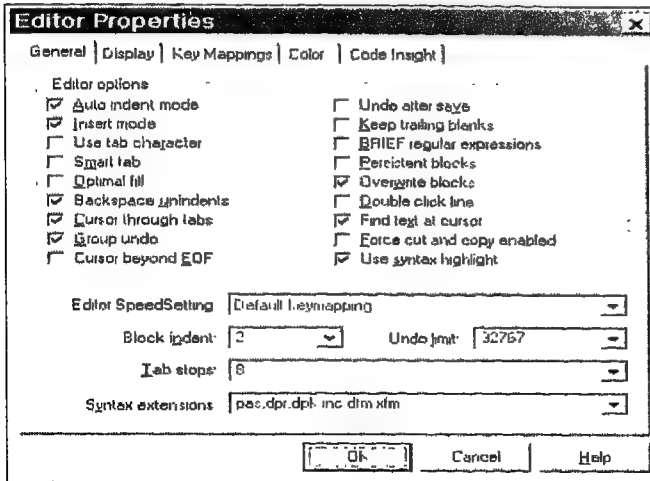 Editor Properties
General Display Key Mappings Color Code Insight
Editor options
Auto indent mode
Insert mode
Use tab character
Smart tab
Optimal fill
Backspace unindents
Cursor through tabs
Group undo
Cursor beyond EOF
Undo after save
Keep trailing blanks
BRIEF regular expressions
Persistent blocks
Overwrite blocks
Double click line
Find text at cursor
Force cut and copy enabled
Use syntax highlight
Editor SpeedSetting Default keymapping
Block indent: 2 Undo limit: 32767
Tab stops: 8
Syntax extensions pas;dpr;dpk;inc;dfm;xfm
OK Cancel Help